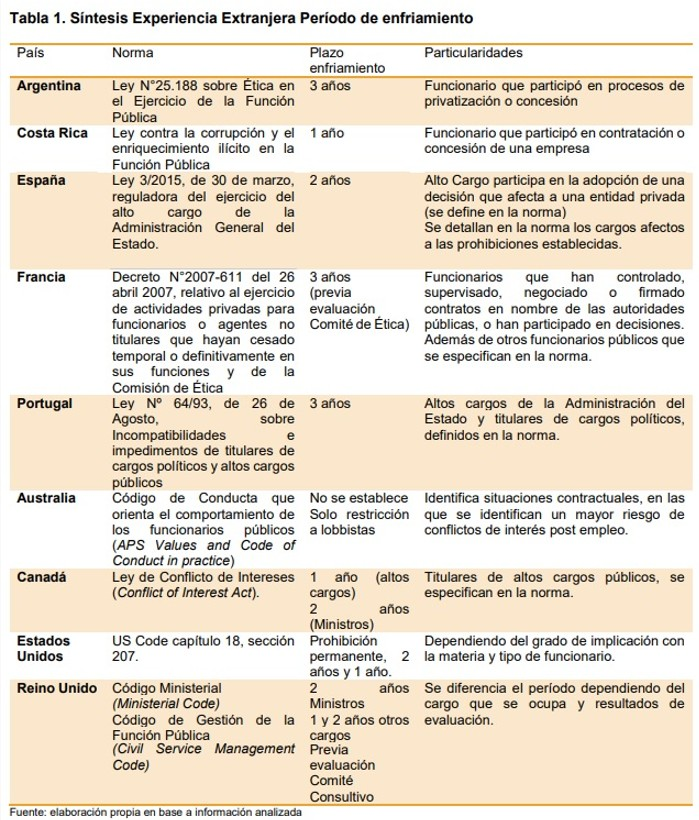 Tabla 1. Síntesis Experiencia Extranjera Período de enfriamiento
País Norma Plazo enfriamiento Particularidades
Argentina Ley N°25.188 sobre Ética en 3 años Funcionario que participó en procesos de
el Ejercicio de la Función privatización o concesión
Pública
Costa Rica Ley contra la corrupción y el 1 año Funcionario que participó en contratación o
enriquecimiento ilícito en la concesión de una empresa
Función Pública
España Ley 3/2015, de 30 de marzo, 2 años Alto Cargo participa en la adopción de una
reguladora del ejercicio del decisión que afecta a una entidad privada
alto cargo de la (se define en la norma)
Administración General del Se detallan en la norma los cargos afectos
Estado. a las prohibiciones establecidas.
Francia Decreto N°2007-611 del 26 3 años Funcionarios que han controlado,
abril 2007, relativo al ejercicio (previa supervisado, negociado o firmado
de actividades privadas para evaluación contratos en nombre de las autoridades
funcionarios o agentes no Comité de Ética) públicas, o han participado en decisiones.
titulares que hayan cesado Además de otros funcionarios públicos que
temporal o definitivamente en se especifican en la norma.
sus funciones y de la
Comisión de Ética
Portugal Ley Nº 64/93, de 26 de 3 años Altos cargos de la Administración del
Agosto, sobre Estado y titulares de cargos políticos,
Incompatibilidades e definidos en la norma.
impedimentos de titulares de
cargos políticos y altos cargos
públicos
Australia Código de Conducta que No se establece Identifica situaciones contractuales, en las
orienta el comportamiento de Solo restricción que se identifican un mayor riesgo de
los funcionarios públicos a lobbistas conflictos de interés post empleo.
(APS Values and Code of
Conduct in practice)
Canadá Ley de Conflicto de Intereses 1 año (altos Titulares de altos cargos públicos, se
(Conflict of Interest Act). cargos) especifican en la norma.
2 años
(Ministros)
Estados US Code capítulo 18, sección Prohibición Dependiendo del grado de implicación con
Unidos 207. permanente, 2 la materia y tipo de funcionario.
años y 1 año.
Reino Unido Código Ministerial 2 años Se diferencia el período dependiendo del
(Ministerial Code) Ministros cargo que se ocupa y resultados de
Código de Gestión de la 1 y 2 años otros evaluación.
Función Pública cargos
(Civil Service Management Previa
Code) evaluación
Comité
Consultivo
Fuente: elaboración propia en base a información analizada